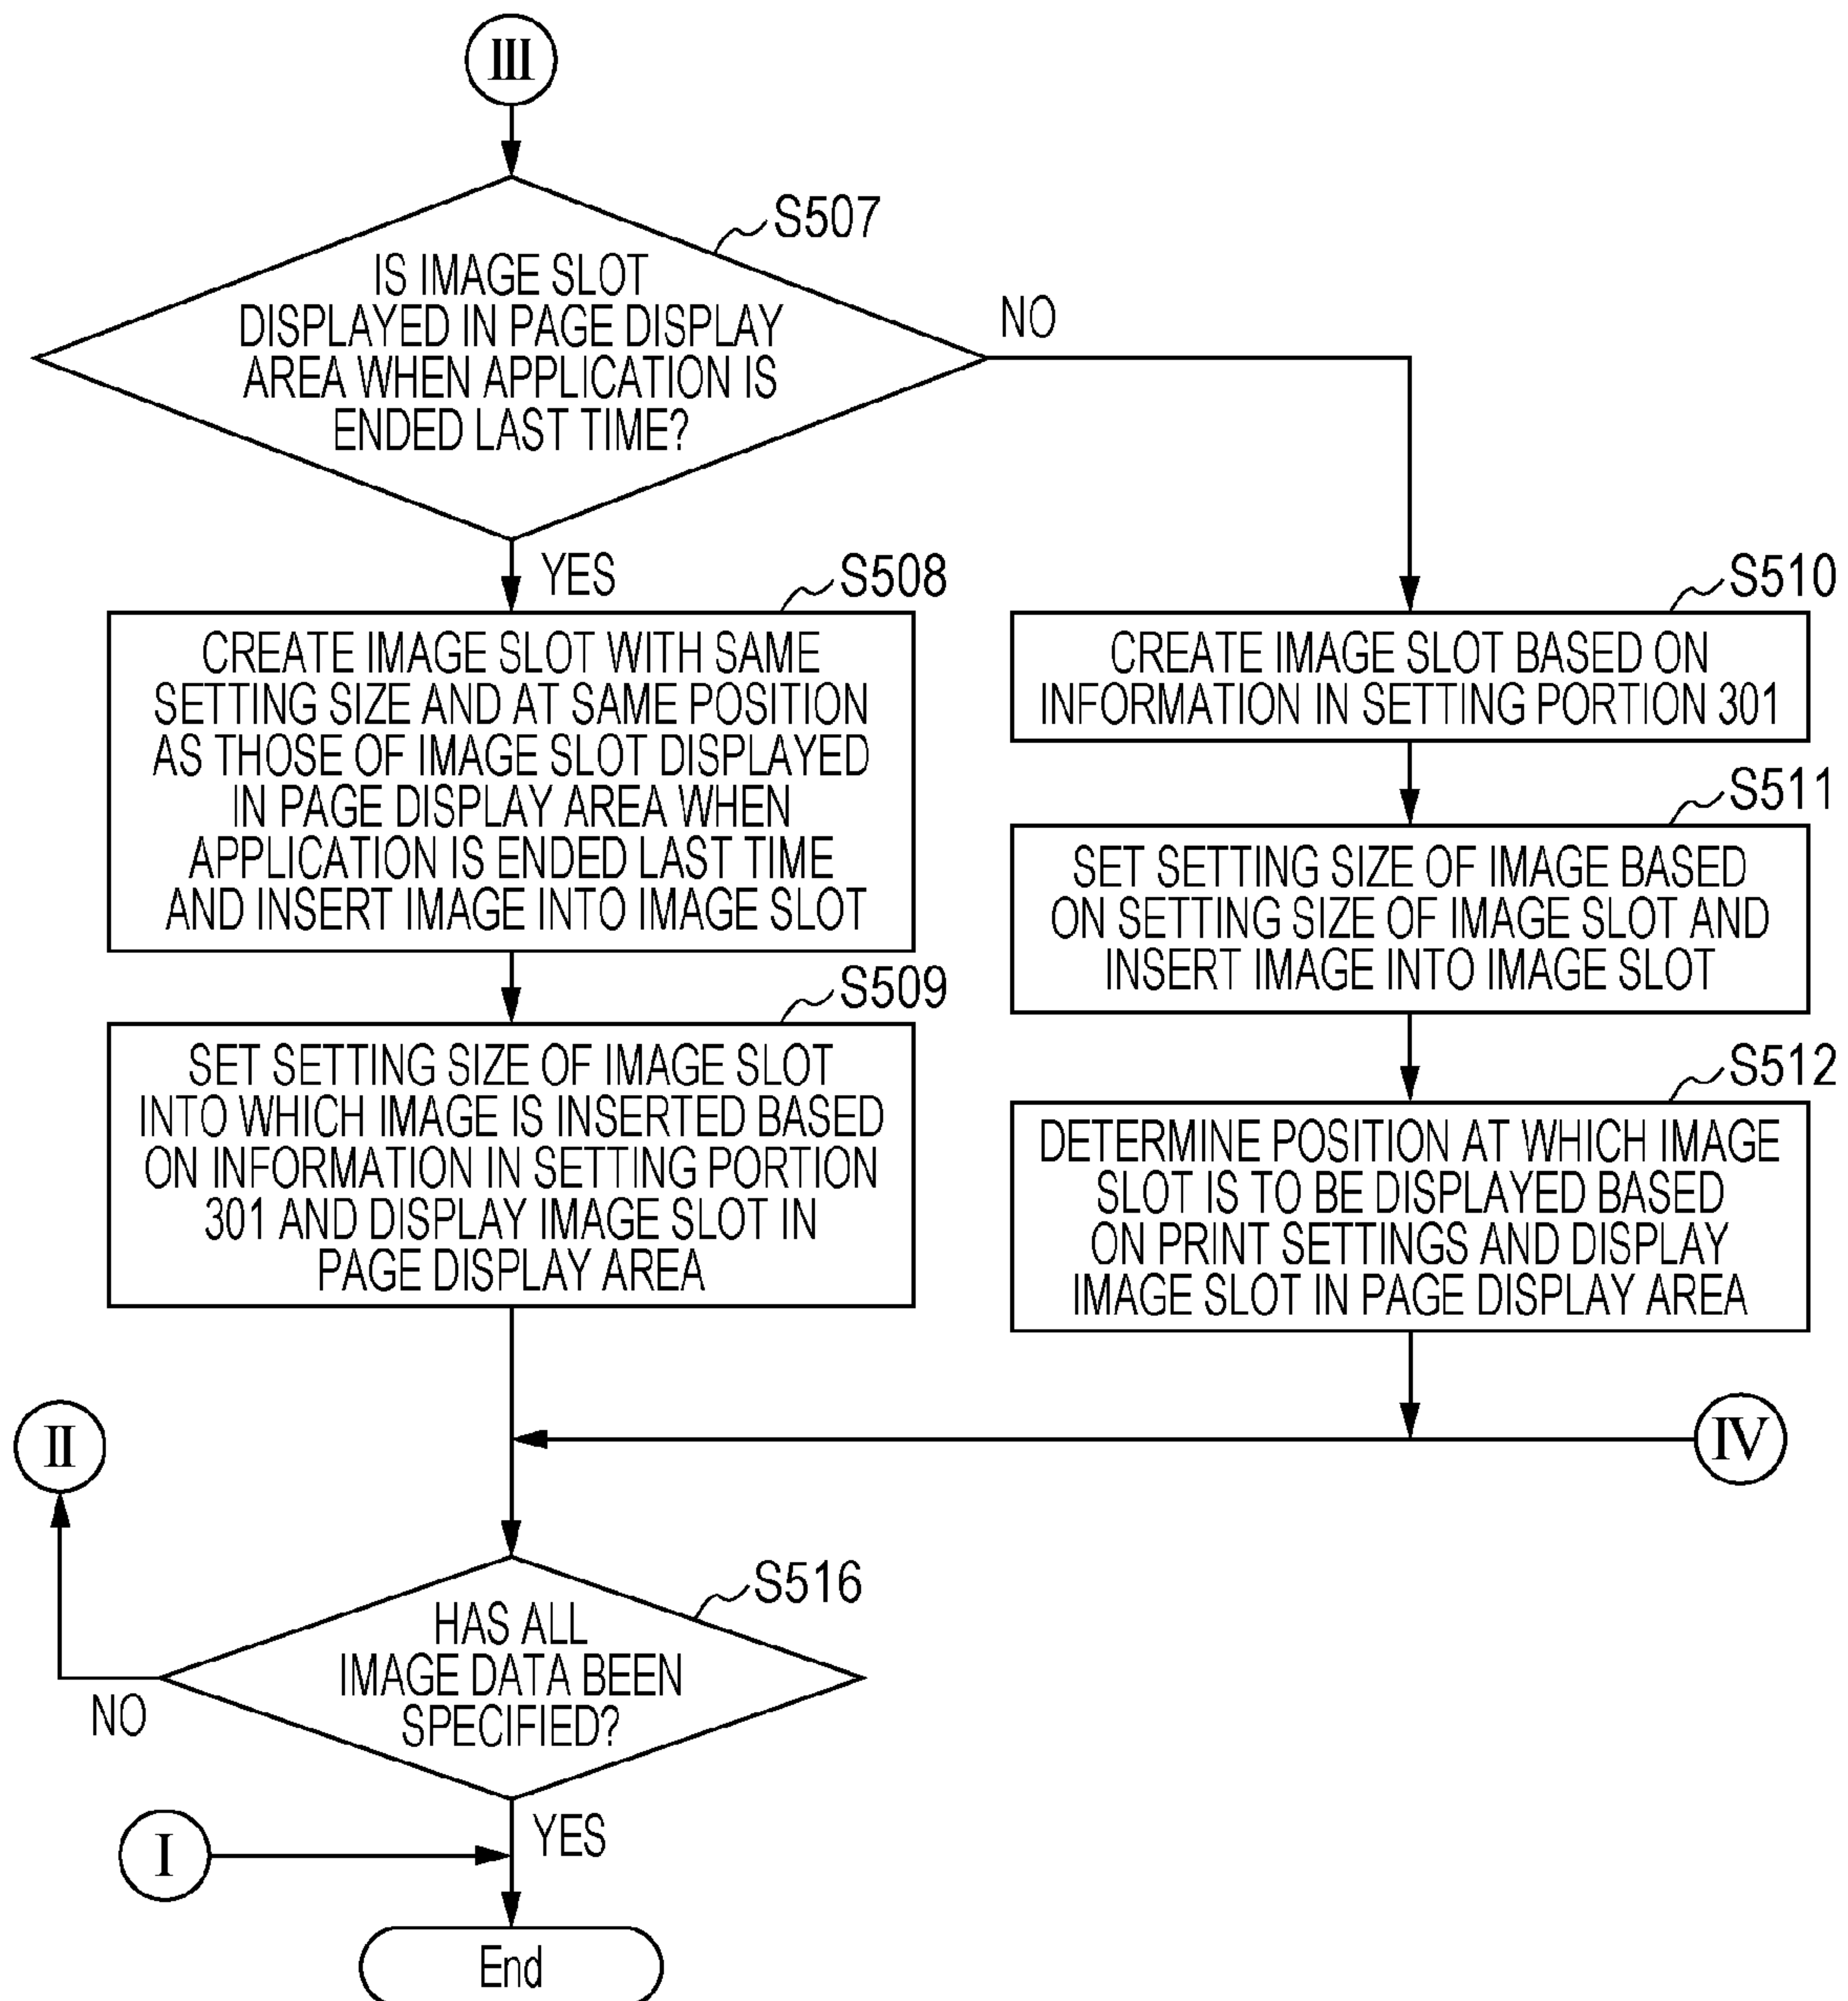 III
S507
IS IMAGE SLOT
DISPLAYED IN PAGE DISPLAY
AREA WHEN APPLICATION IS
ENDED LAST TIME?
NO
YES
S508
CREATE IMAGE SLOT WITH SAME
SETTING SIZE AND AT SAME POSITION
AS THOSE OF IMAGE SLOT DISPLAYED
IN PAGE DISPLAY AREA WHEN
APPLICATION IS ENDED LAST TIME
AND INSERT IMAGE INTO IMAGE SLOT
S509
SET SETTING SIZE OF IMAGE SLOT
INTO WHICH IMAGE IS INSERTED BASED
ON INFORMATION IN SETTING PORTION
301 AND DISPLAY IMAGE SLOT IN
PAGE DISPLAY AREA
S510
CREATE IMAGE SLOT BASED ON
INFORMATION IN SETTING PORTION 301
S511
SET SETTING SIZE OF IMAGE BASED
ON SETTING SIZE OF IMAGE SLOT AND
INSERT IMAGE INTO IMAGE SLOT
S512
DETERMINE POSITION AT WHICH IMAGE
SLOT IS TO BE DISPLAYED BASED
ON PRINT SETTINGS AND DISPLAY
IMAGE SLOT IN PAGE DISPLAY AREA
II
IV
S516
HAS ALL
IMAGE DATA BEEN
SPECIFIED?
NO
YES
I
End